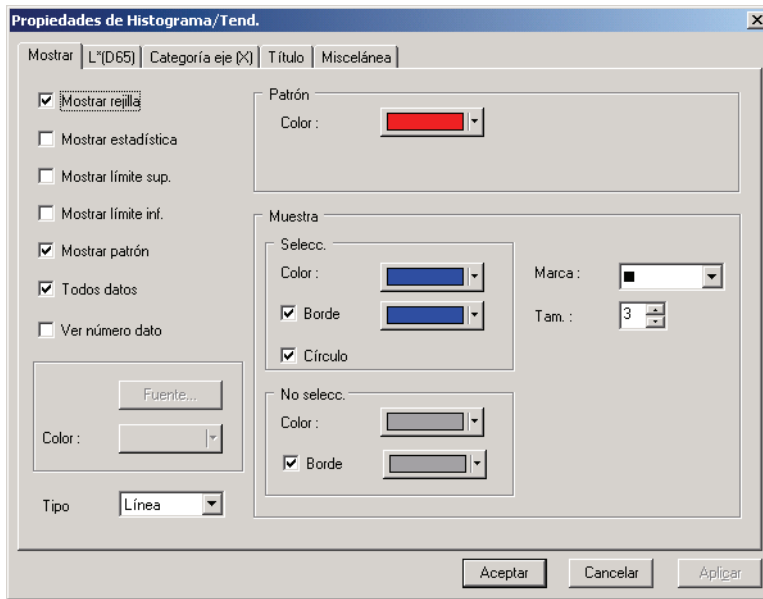 Propiedades de Histograma/Tend.
Mostrar L*(D65) Categoría eje (X) Título Miscelánea
Mostrar rejilla
Mostrar estadística
Mostrar límite sup.
Mostrar límite inf.
Mostrar patrón
Todos datos
Ver número dato
Fuente...
Color :
Tipo Línea
Patrón
Color :
Muestra
Selecc.
Color :
Borde
Círculo
Marca :
Tam. : 3
No selecc.
Color :
Borde
Aceptar Cancelar Aplicar